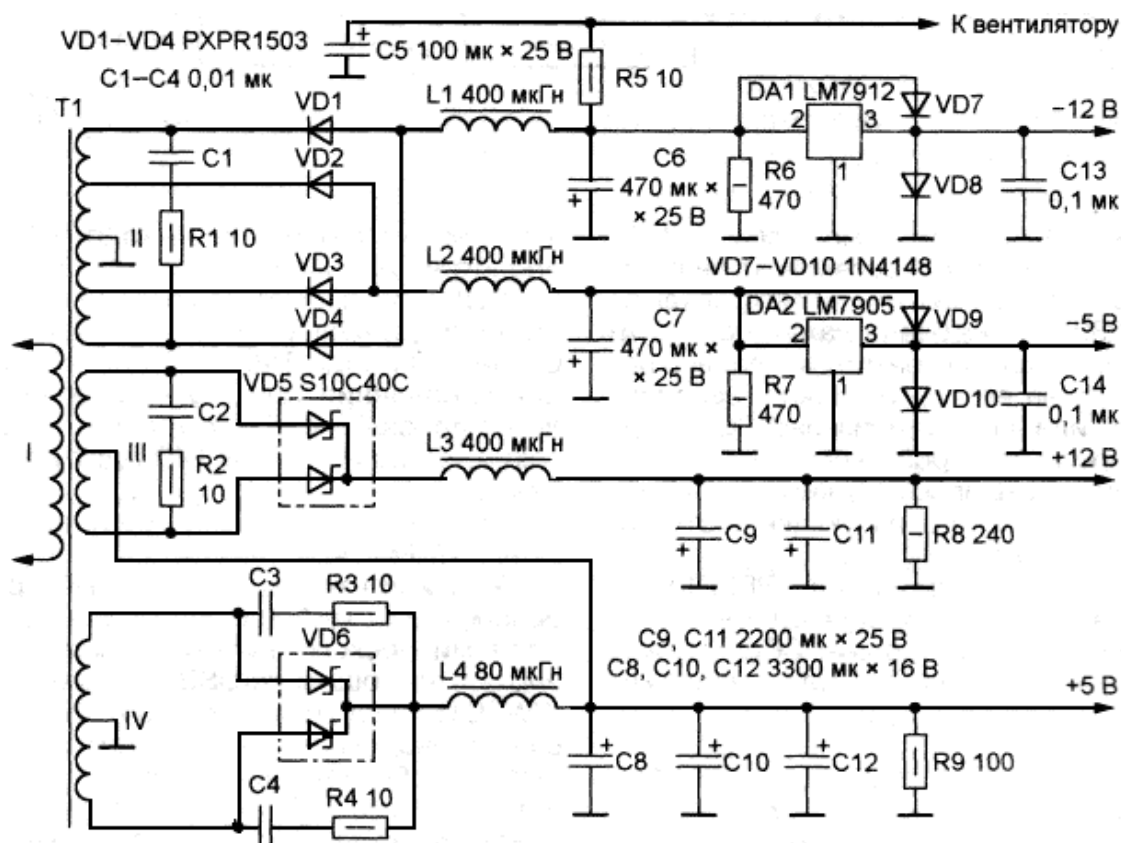 К вентилятору
VD1–VD4 PXPR1503
C1–C4 0,01 мк
+
C5 100 мк × 25 В
R5 10
T1
VD1
L1 400 мкГн
DA1 LM7912
VD7
–12 В
2
3
1
C1
VD2
C6
470 мк ×
× 25 В
+
R6
470
VD8
C13
0,1 мк
II
R1 10
VD3
L2 400 мкГн
VD7–VD10 1N4148
VD4
C7
470 мк ×
× 25 В
+
DA2 LM7905
VD9
–5 В
2
3
1
R7
470
VD10
C14
0,1 мк
VD5 S10C40C
C2
I
III
R2
10
L3 400 мкГн
+12 В
+
C9
+
C11
R8 240
C3
R3 10
VD6
C9, C11 2200 мк × 25 В
C8, C10, C12 3300 мк × 16 В
L4 80 мкГн
+5 В
IV
+
C8
+
C10
+
C12
R9 100
C4
R4 10